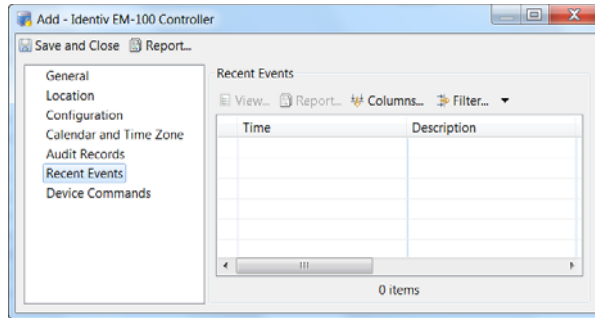 Add - Identiv EM-100 Controller
Save and Close Report...
General
Location
Configuration
Calendar and Time Zone
Audit Records
Recent Events
Device Commands
Recent Events
View... Report... Columns... Filter...
Time Description
0 items